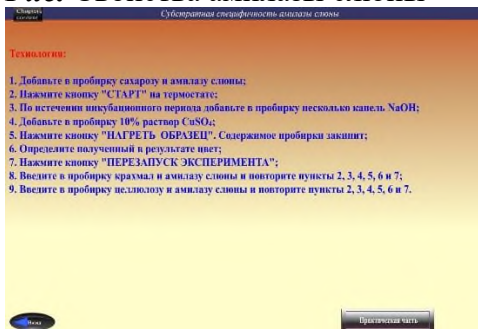 Chapters
content
Субстратная специфичность амилазы слюны
Технология:
1. Добавьте в пробирку сахарозу и амилазу слюны;
2. Нажмите кнопку "СТАРТ" на термостате;
3. По истечении инкубационного периода добавьте в пробирку несколько капель NaOH;
4. Добавьте в пробирку 10% раствор CuSO₄;
5. Нажмите кнопку "НАГРЕТЬ ОБРАЗЕЦ". Содержимое пробирки закипит;
6. Определите полученный в результате цвет;
7. Нажмите кнопку "ПЕРЕЗАПУСК ЭКСПЕРИМЕНТА";
8. Введите в пробирку крахмал и амилазу слюны и повторите пункты 2, 3, 4, 5, 6 и 7;
9. Введите в пробирку целлюлозу и амилазу слюны и повторите пункты 2, 3, 4, 5, 6 и 7.
Назад
Практическая часть